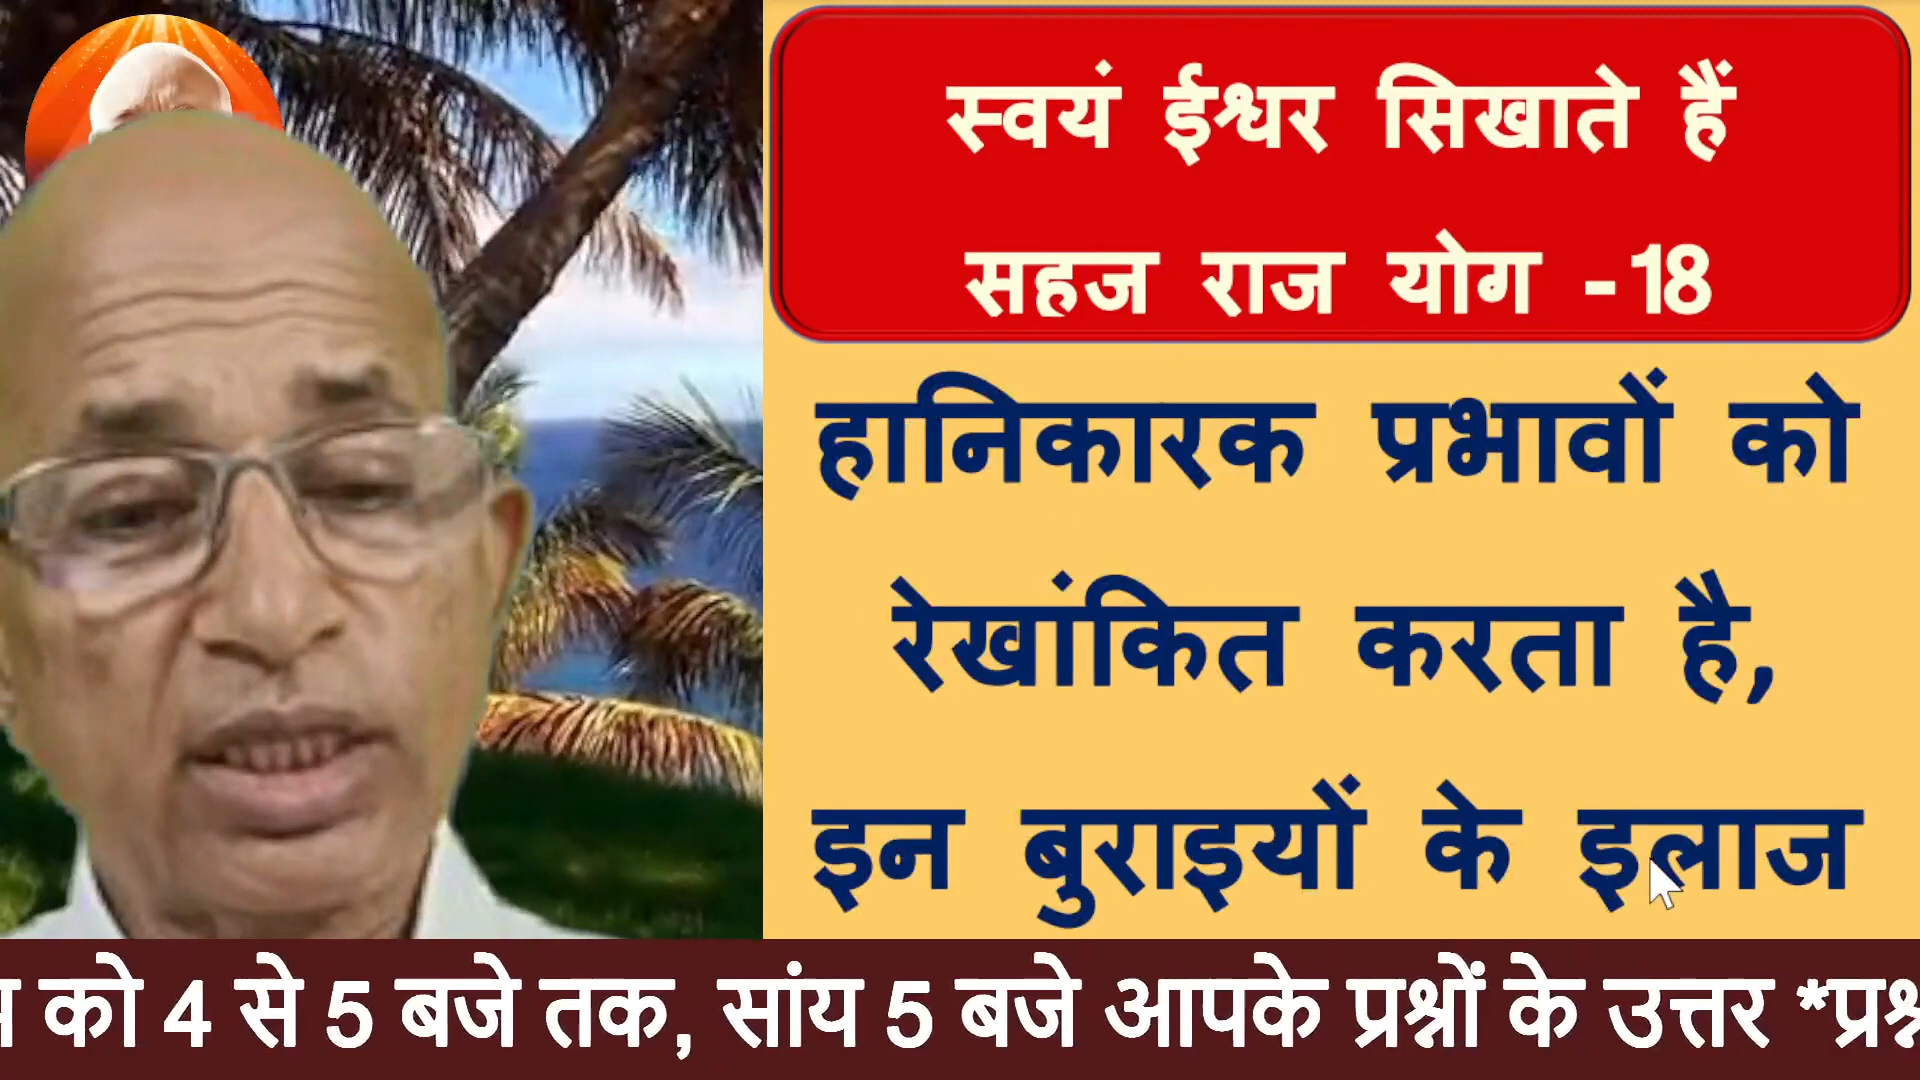 स्वयं ईश्वर सिखाते हैं
सहज राज योग -18
हानिकारक प्रभावों को
रेखांकित करता है,
इन बुराइयों के इलाज
को 4 से 5 बजे तक, सांय 5 बजे आपके प्रश्नों के उत्तर *प्रश्न